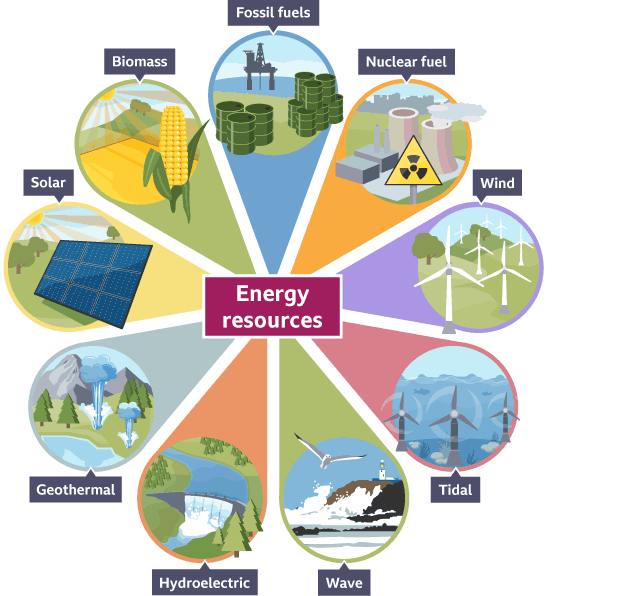 Fossil fuels
Biomass
Nuclear fuel
Solar
Wind
Energy
resources
Geothermal
Tidal
Hydroelectric
Wave